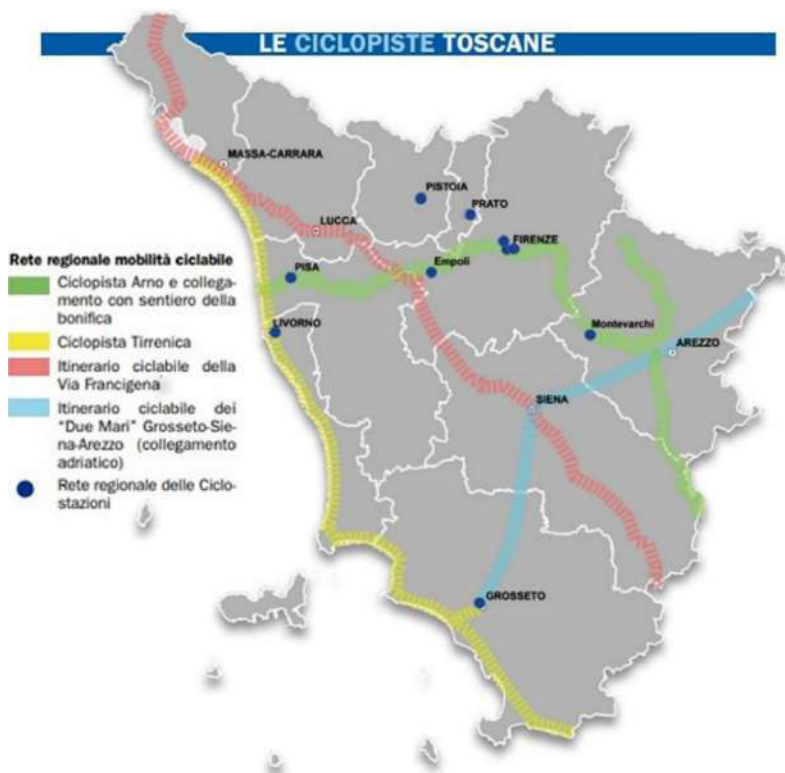 LE CICLOPISTE TOSCANE
MASSA-CARRARA
PISTOIA
PRATO
LUCCA
FIRENZE
Empoli
PISA
LIVORNO
Montevarchi
AREZZO
SIENA
GROSSETO
Rete regionale mobilità ciclabile
Ciclopista Arno e collega-
mento con sentiero della
bonifica
Ciclopista Tirrenica
Itinerario ciclabile della
Via Francigena
Itinerario ciclabile dei
"Due Mari" Grosseto-Sie-
na-Arezzo (collegamento
adriatico)
Rete regionale delle Ciclo-
stazioni